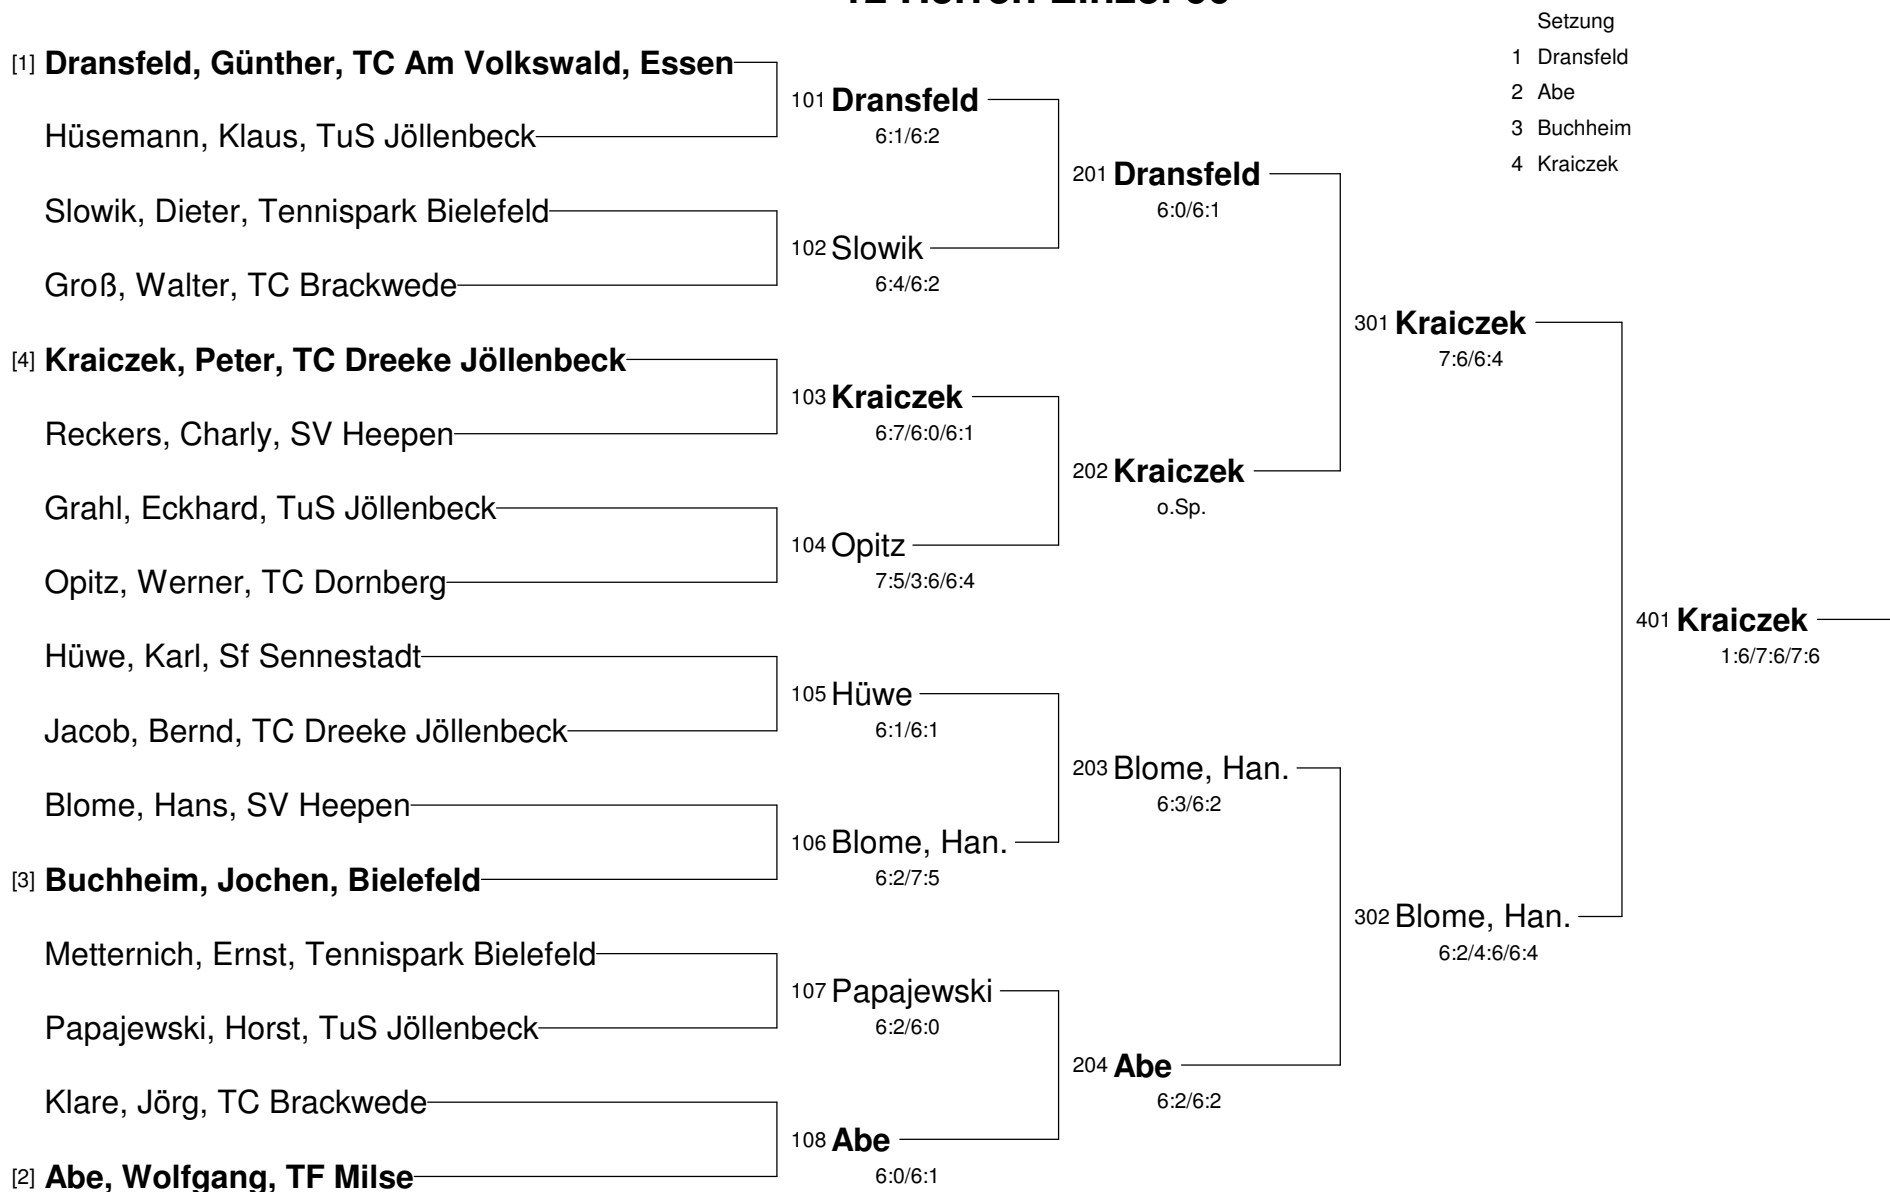 Setzung
1 Dransfeld
2 Abe
3 Buchheim
4 Kraiczek
[1] Dransfeld, Günther, TC Am Volkswald, Essen
Hüsemann, Klaus, TuS Jöllenbeck
Slowik, Dieter, Tennispark Bielefeld
Groß, Walter, TC Brackwede
[4] Kraiczek, Peter, TC Dreeke Jöllenbeck
Reckers, Charly, SV Heepen
Grahl, Eckhard, TuS Jöllenbeck
Opitz, Werner, TC Dornberg
Hüwe, Karl, Sf Sennestadt
Jacob, Bernd, TC Dreeke Jöllenbeck
Blome, Hans, SV Heepen
[3] Buchheim, Jochen, Bielefeld
Metternich, Ernst, Tennispark Bielefeld
Papajewski, Horst, TuS Jöllenbeck
Klare, Jörg, TC Brackwede
[2] Abe, Wolfgang, TF Milse
101 Dransfeld
6:1/6:2
102 Slowik
6:4/6:2
103 Kraiczek
6:7/6:0/6:1
104 Opitz
7:5/3:6/6:4
105 Hüwe
6:1/6:1
106 Blome, Han.
6:2/7:5
107 Papajewski
6:2/6:0
108 Abe
6:0/6:1
201 Dransfeld
6:0/6:1
202 Kraiczek
o.Sp.
203 Blome, Han.
6:3/6:2
204 Abe
6:2/6:2
301 Kraiczek
7:6/6:4
302 Blome, Han.
6:2/4:6/6:4
401 Kraiczek
1:6/7:6/7:6